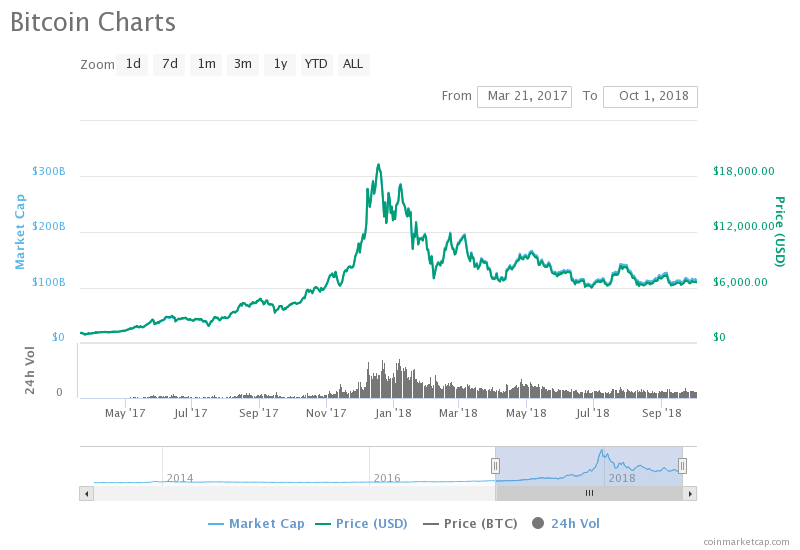 Bitcoin Charts
Zoom 1d 7d 1m 3m 1y YTD ALL
From Mar 21, 2017 To Oct 1, 2018
$300B $18,000.00
$200B $12,000.00
$100B $6,000.00
$0 $0
Market Cap
Price (USD)
24h Vol
0
May '17 Jul '17 Sep '17 Nov '17 Jan '18 Mar '18 May '18 Jul '18 Sep '18
2014 2016 2018
Market Cap Price (USD) Price (BTC) 24h Vol
coinmarketcap.com